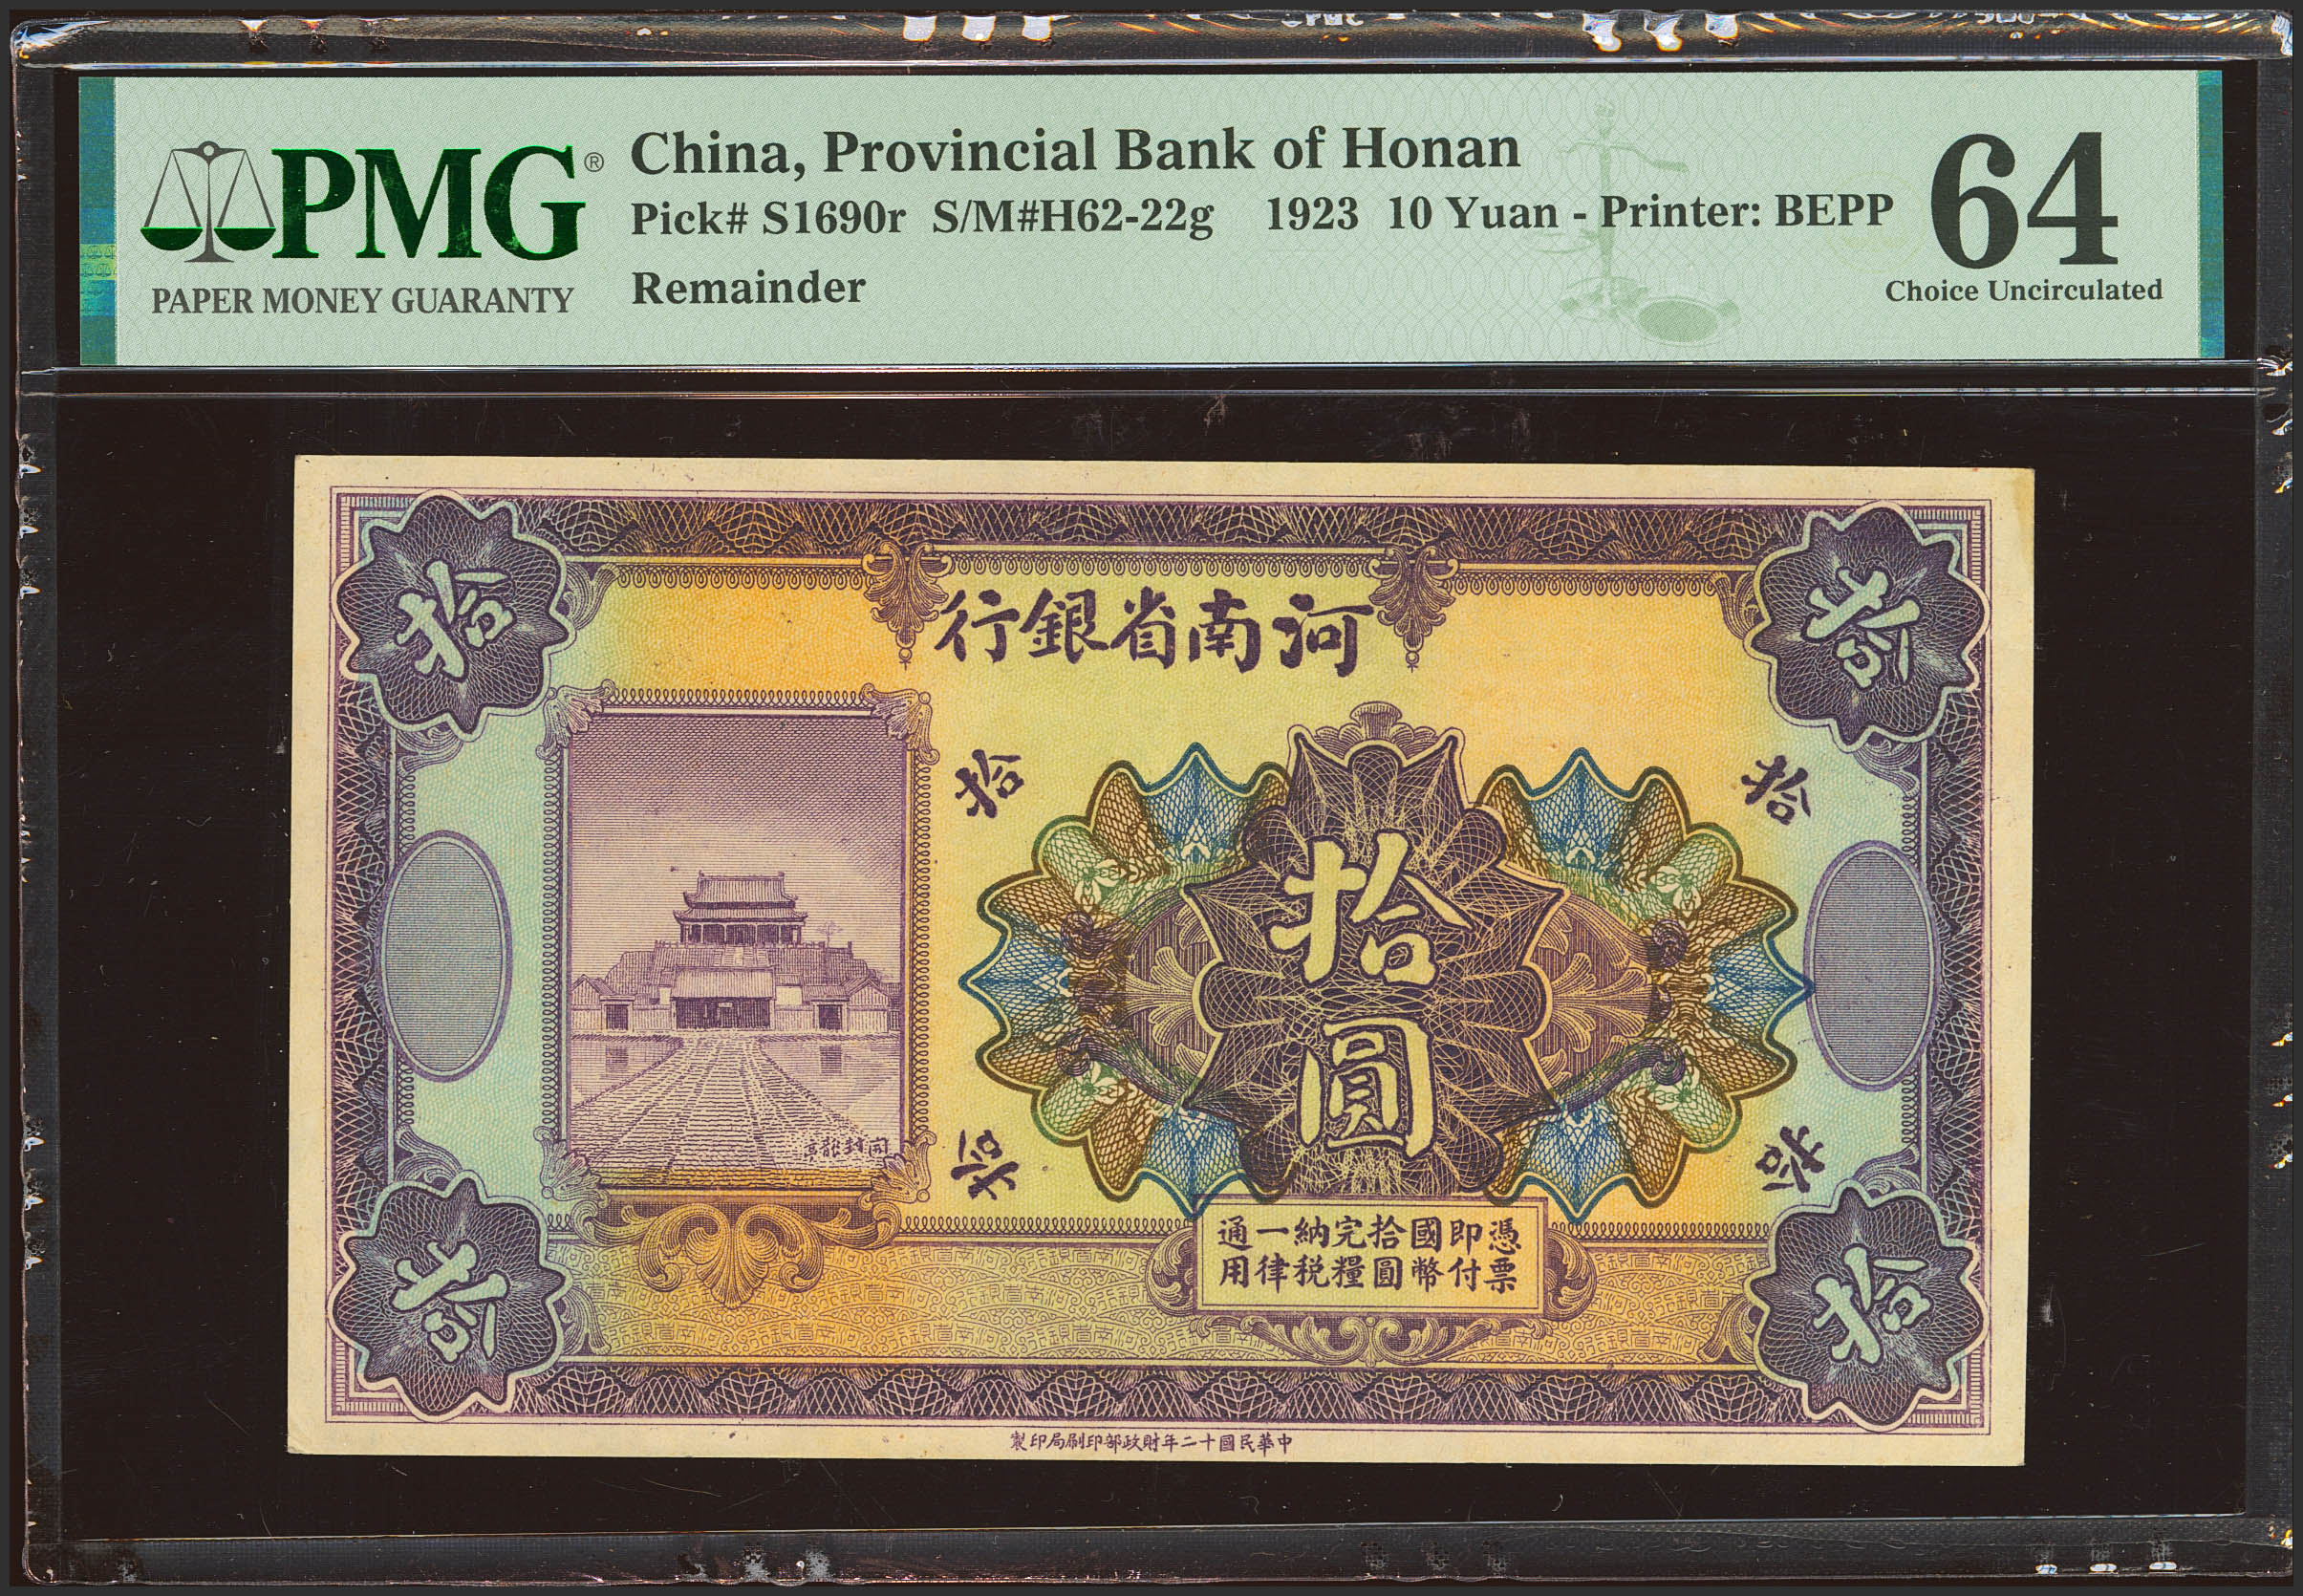 PMG®
PAPER MONEY GUARANTY
China, Provincial Bank of Honan
Pick# S1690r S/M#H62-22g 1923 10 Yuan - Printer: BEPP
Remainder
64
Choice Uncirculated
拾
拾
河南省銀行
拾
拾
拾圓
開封龍亭
拾
拾
憑即國拾完納一通
票付幣圓糧税律用
拾
拾
中華民國十二年財政部印刷局印製